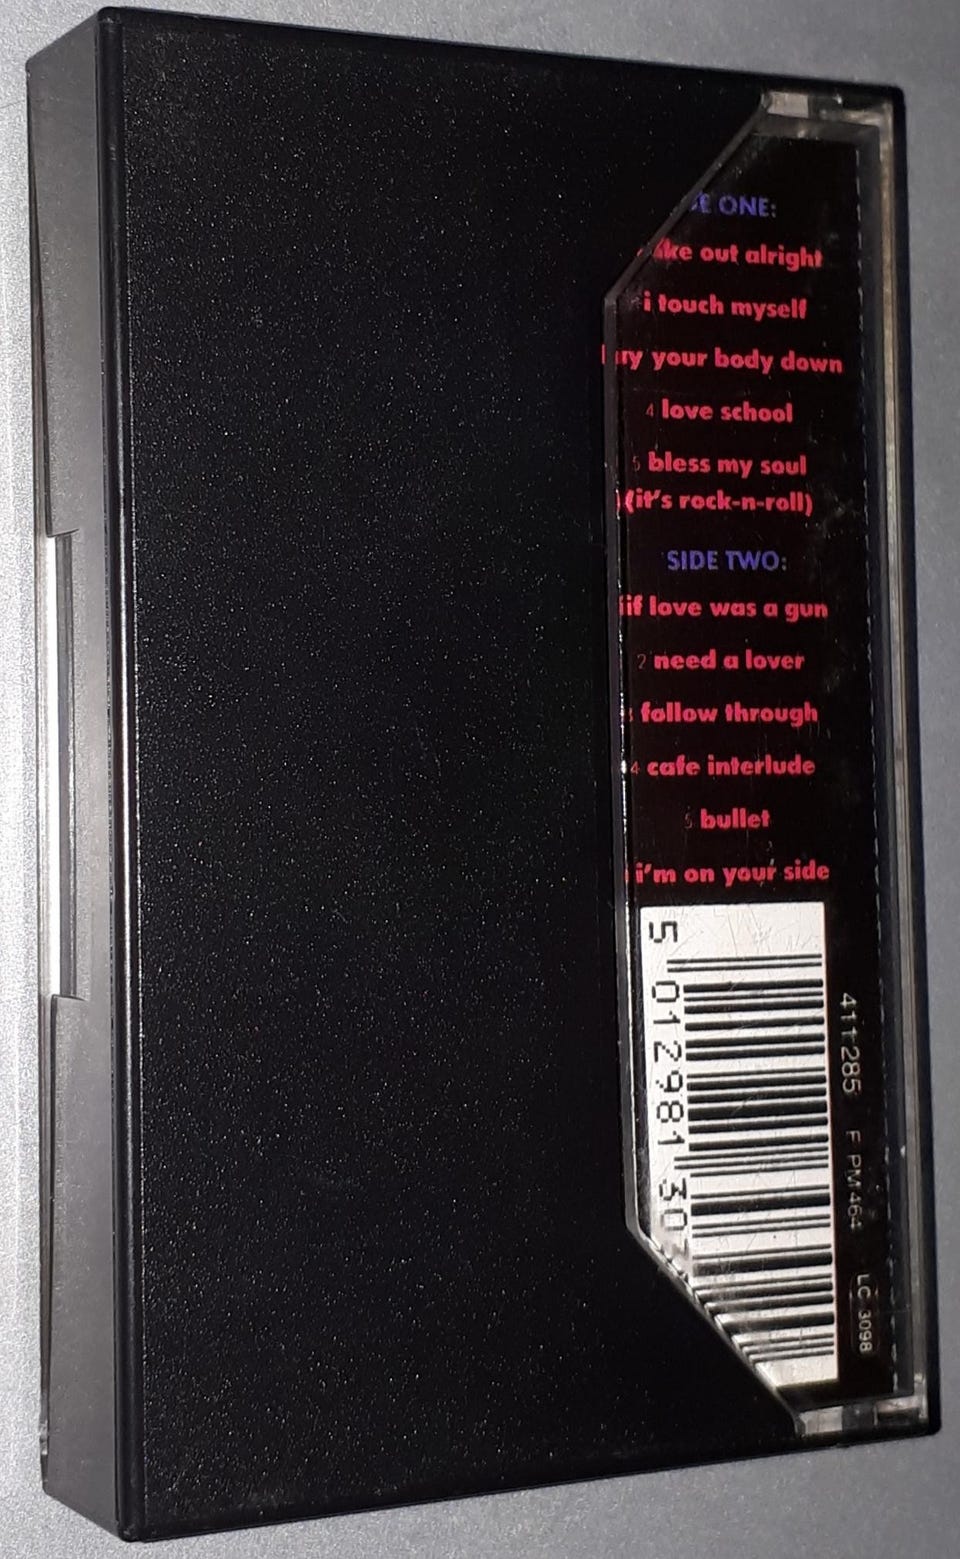 ONE:
out alright
i touch myself
your body down
4 love school
5 bless my soul
(it's rock-n-roll)
SIDE TWO:
if love was a gun
2 need a lover
3 follow through
4 cafe interlude
5 bullet
i'm on your side
5 012981 30
411 285 F PM 464 LC 3098